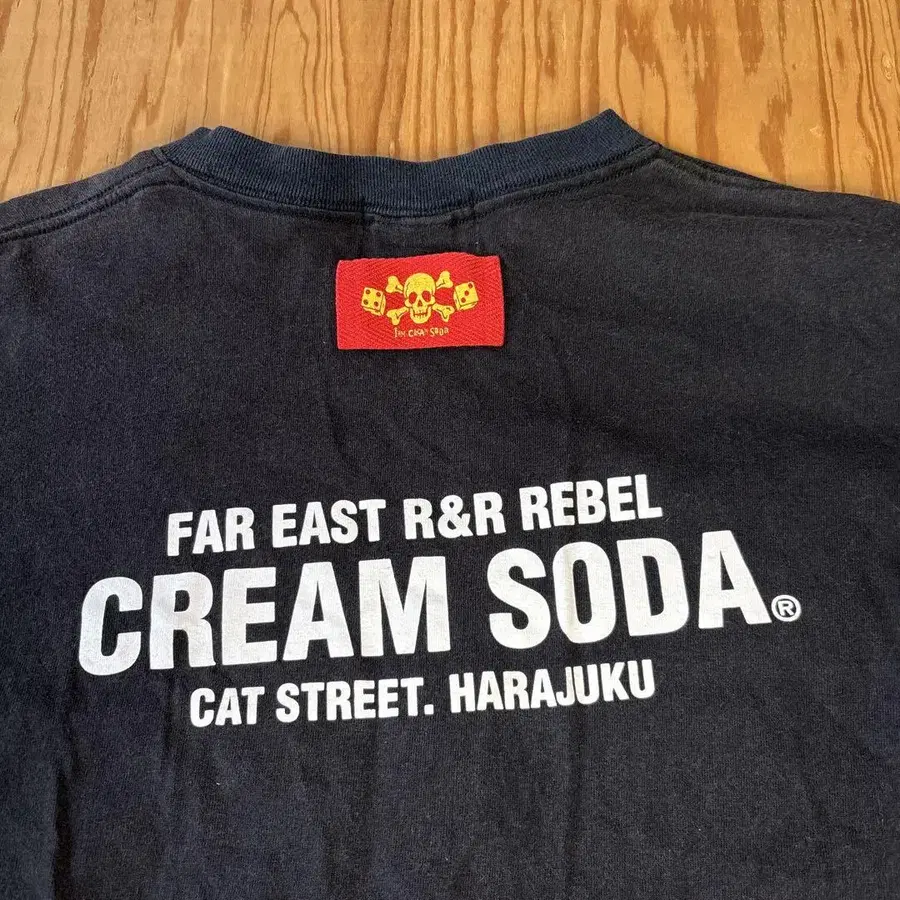 FAR EAST R&R REBEL
CREAM SODA®
CAT STREET. HARAJUKU